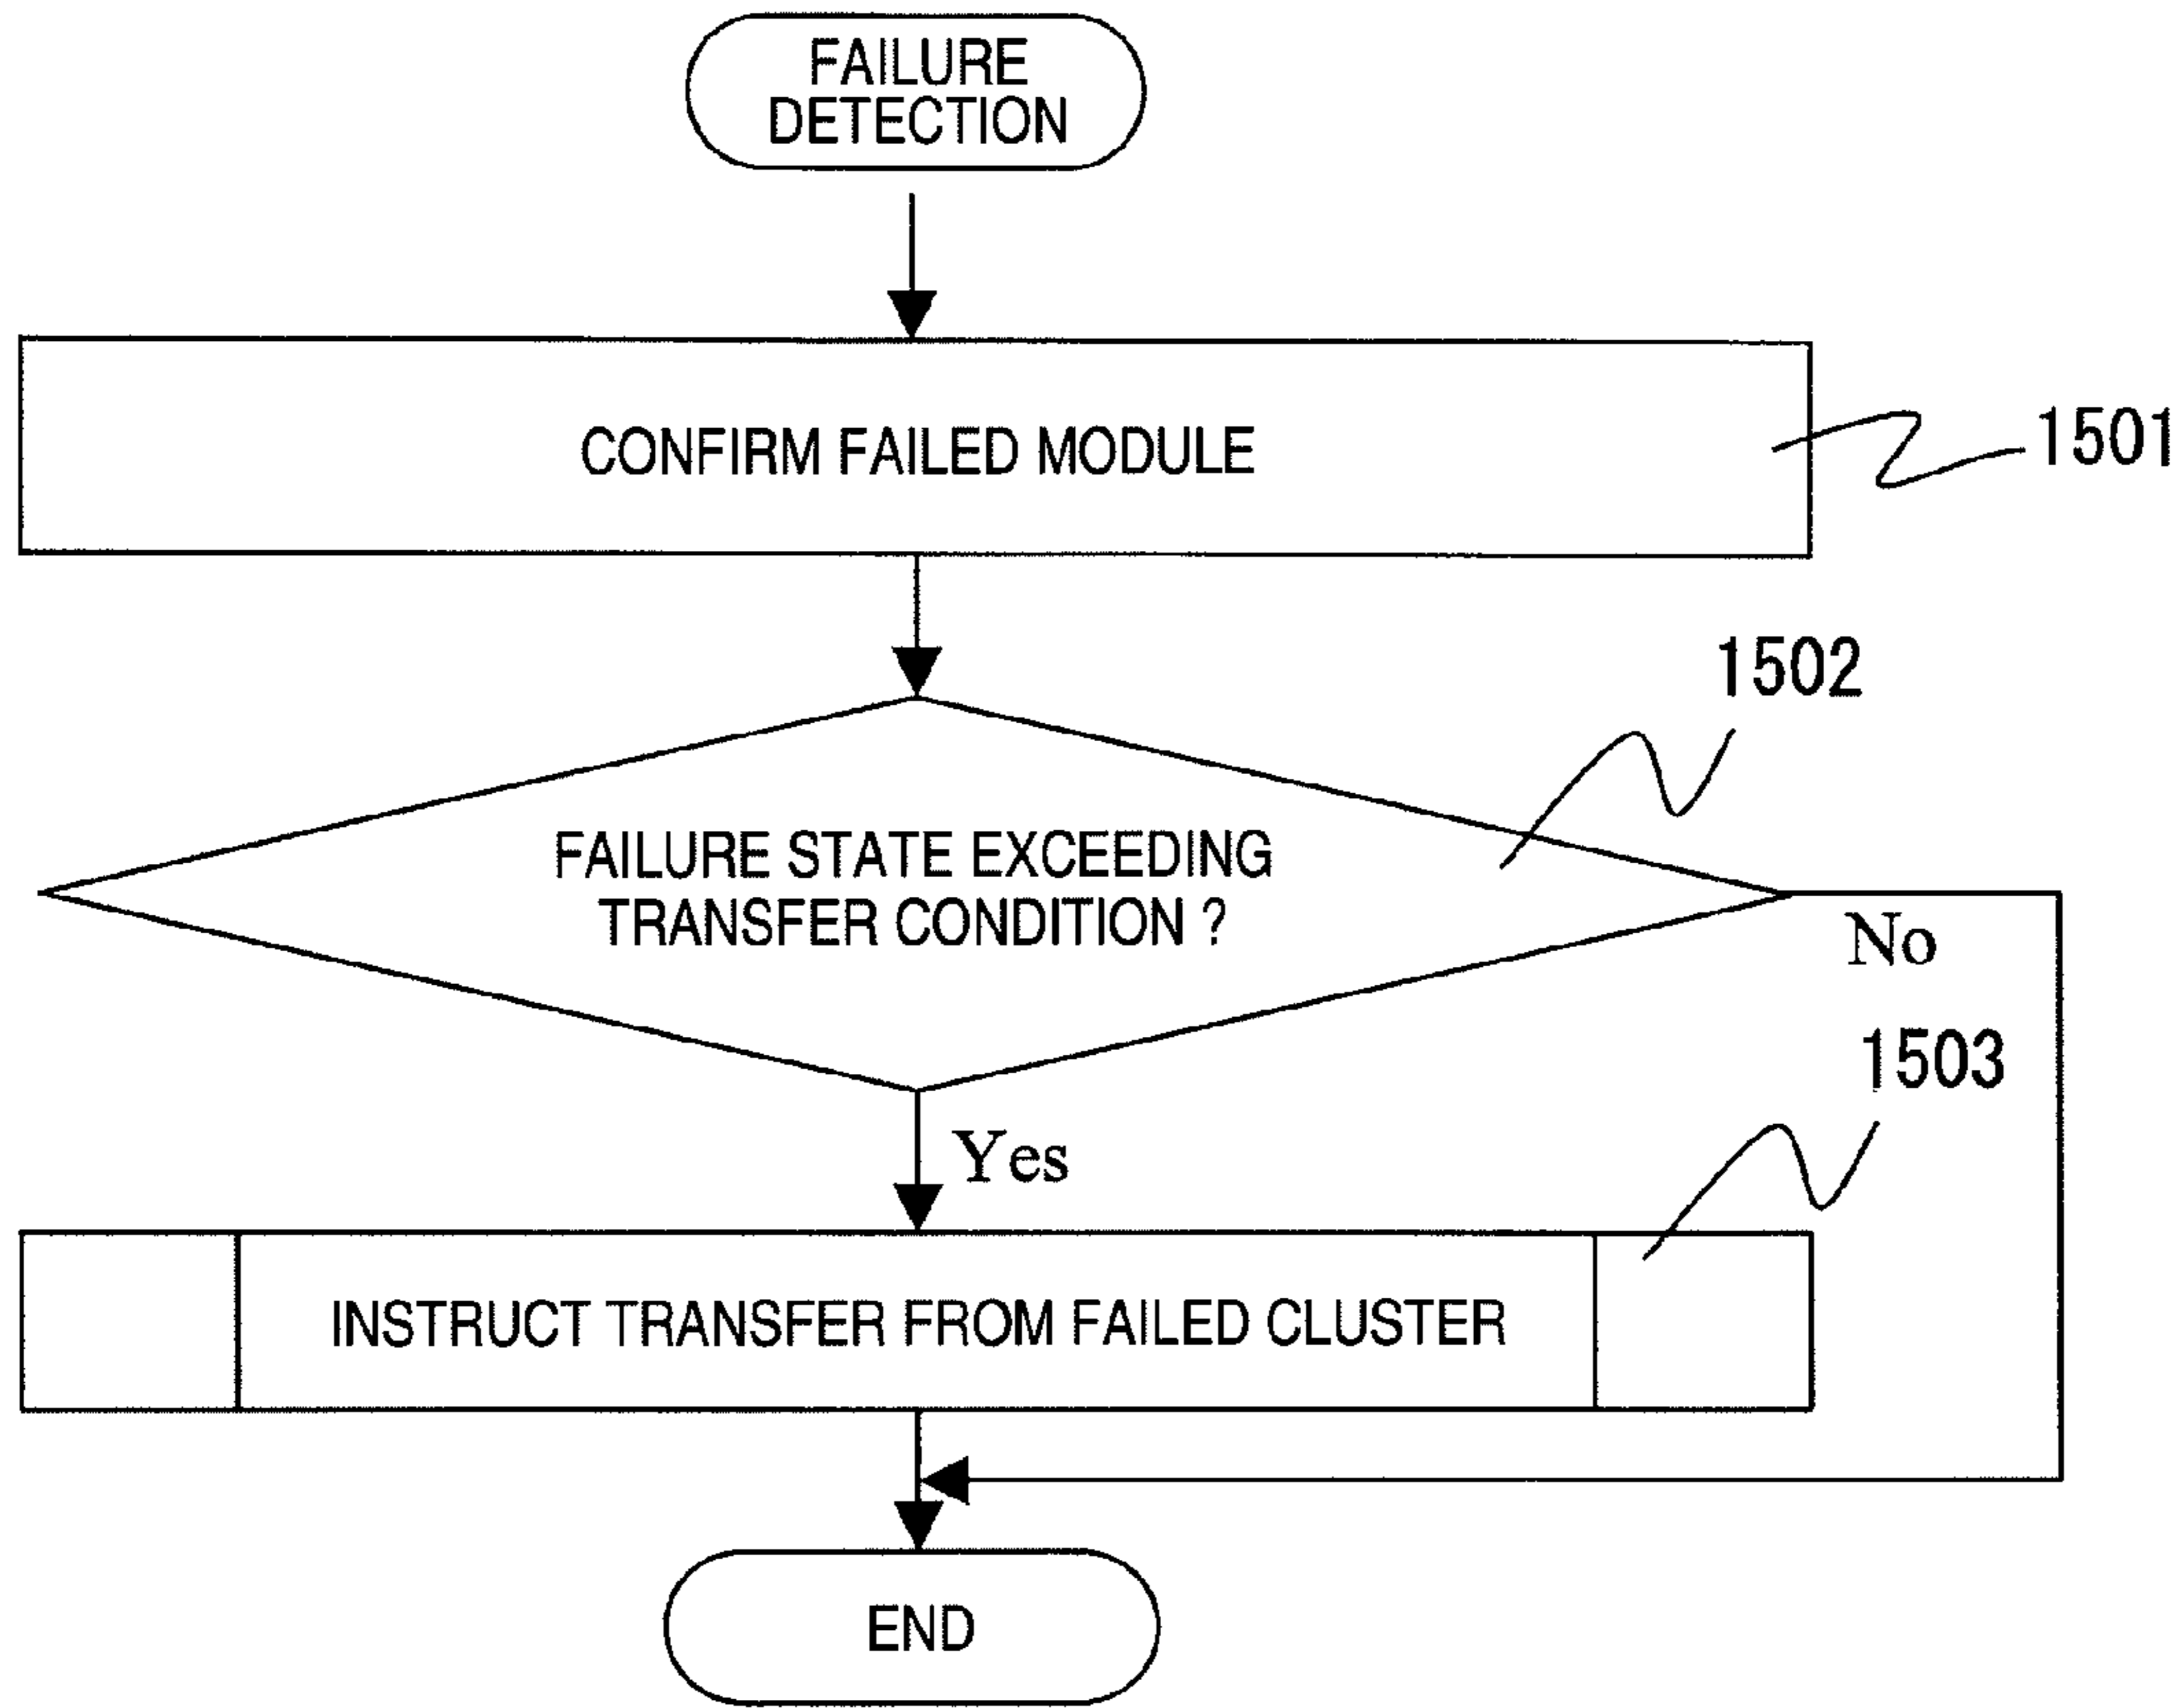 FAILURE
DETECTION
CONFIRM FAILED MODULE
1501
1502
FAILURE STATE EXCEEDING
TRANSFER CONDITION ?
No
1503
Yes
INSTRUCT TRANSFER FROM FAILED CLUSTER
END